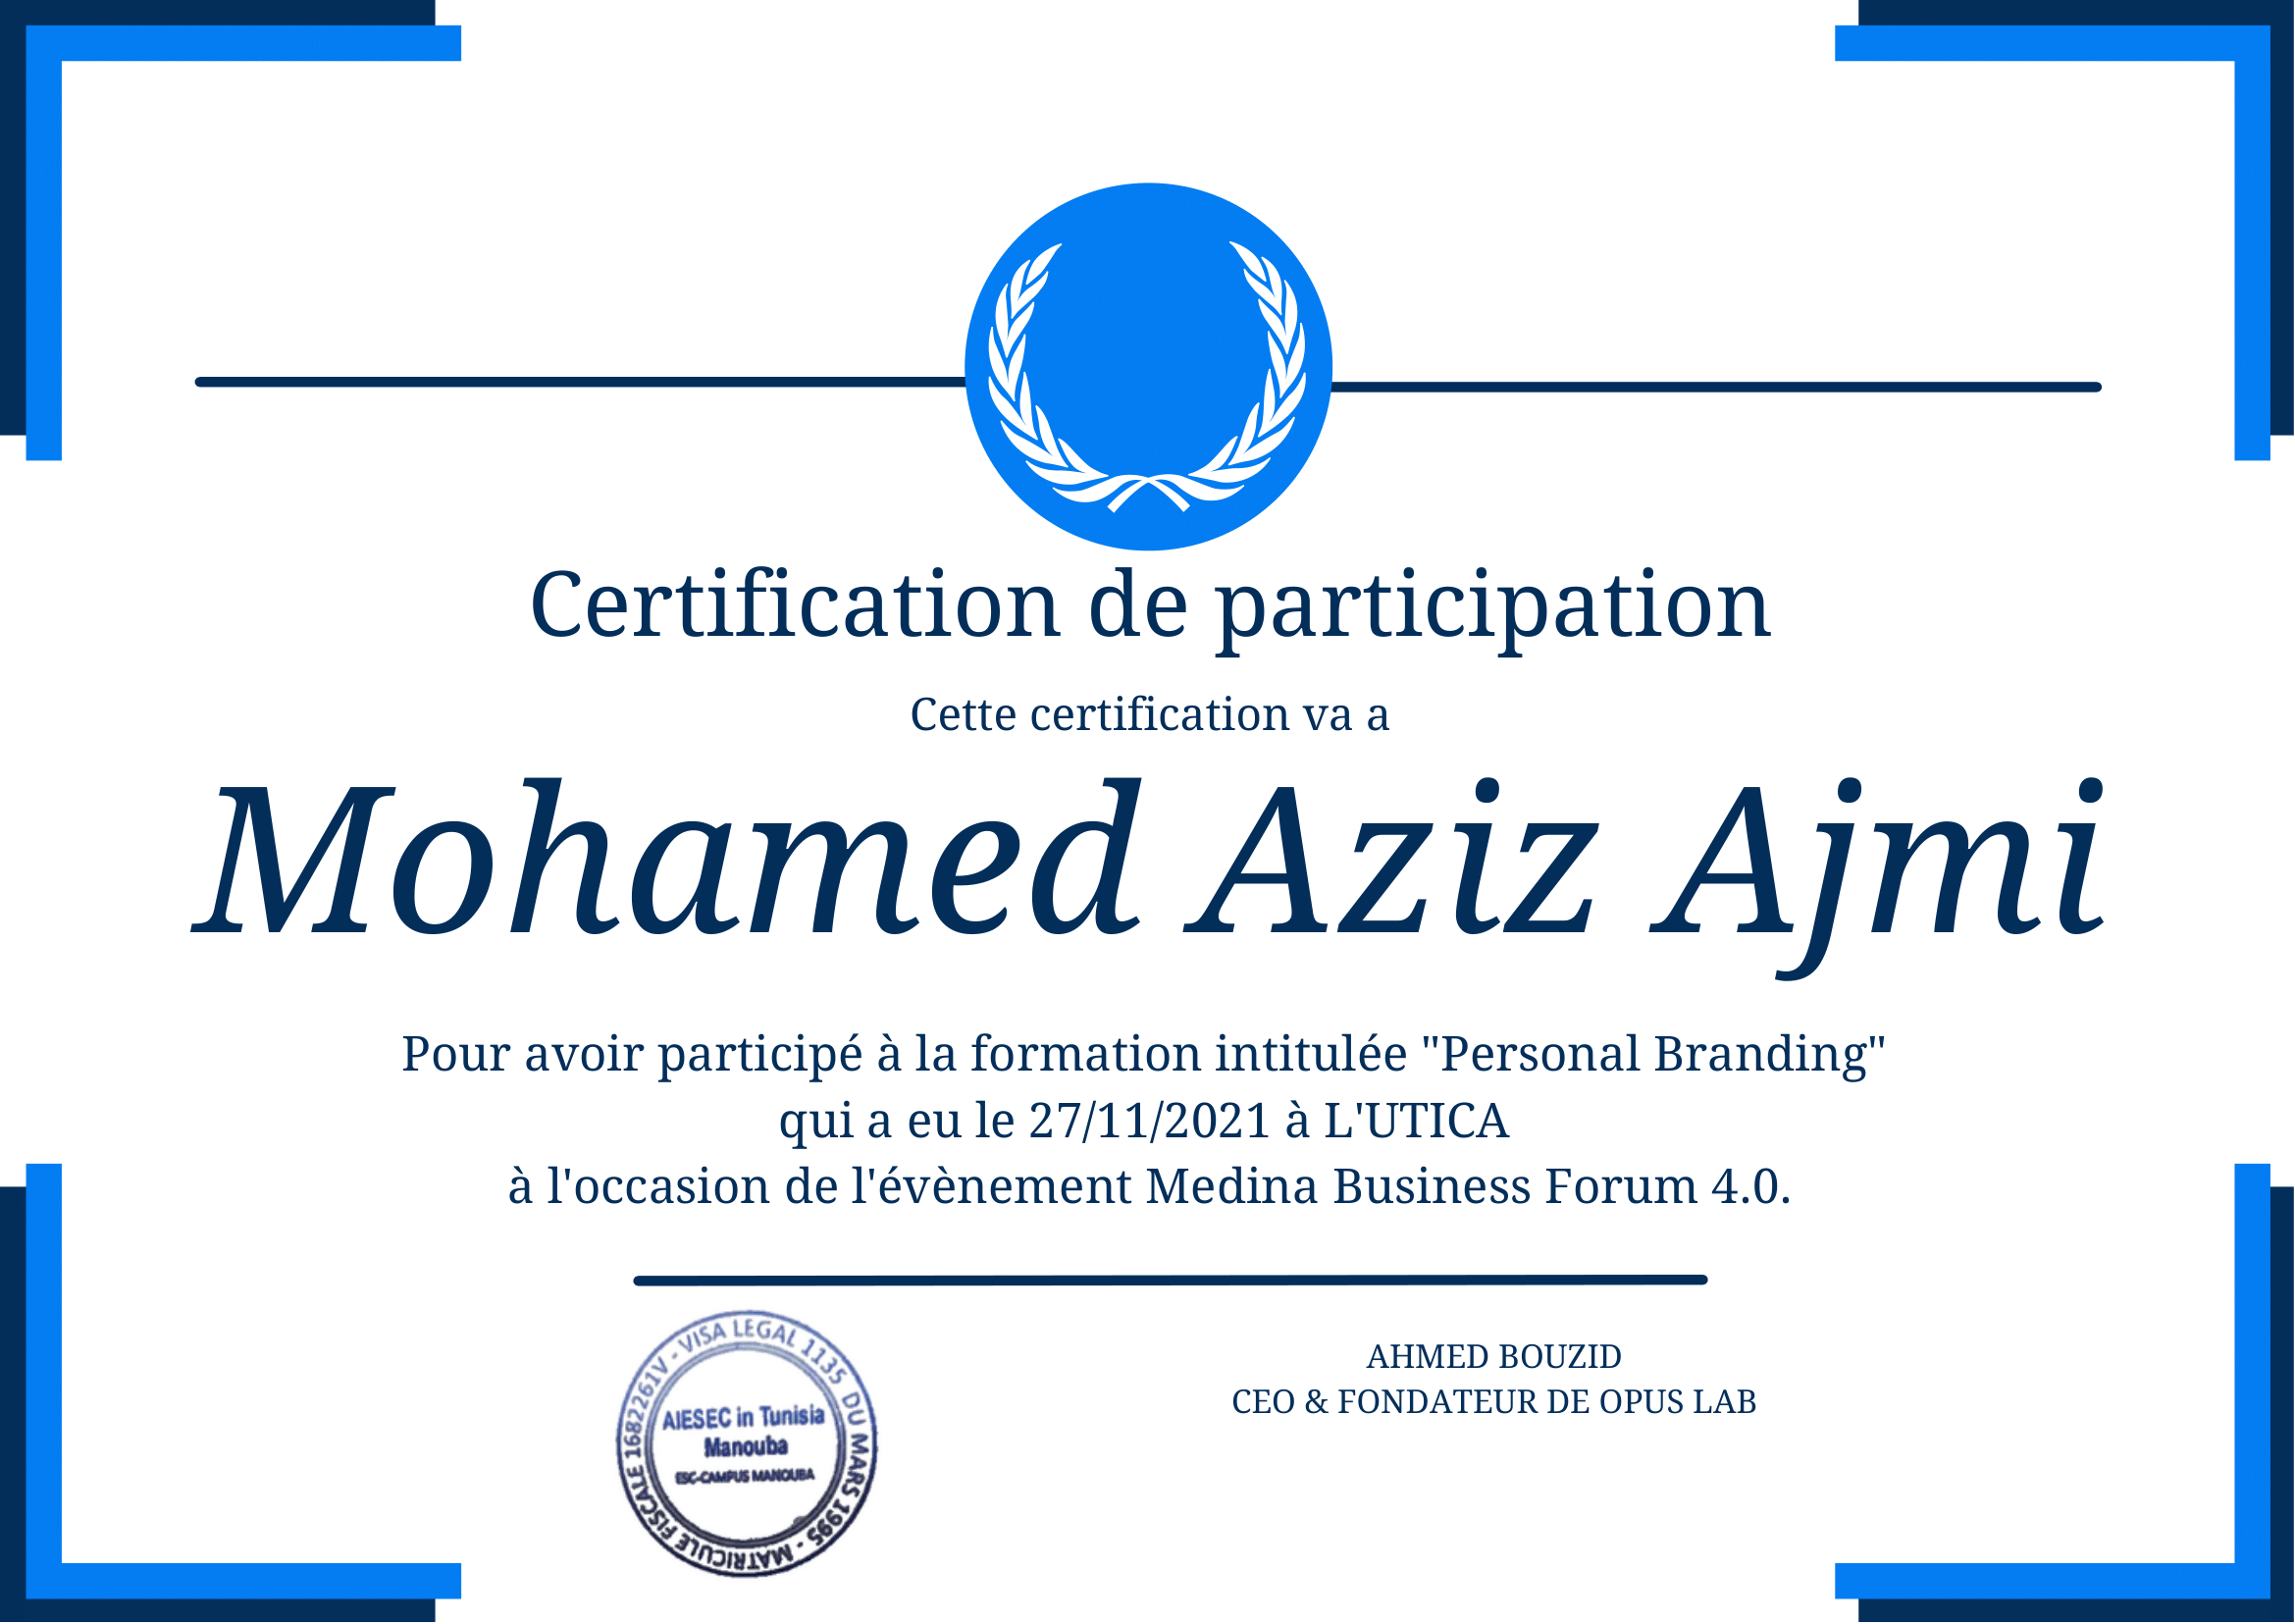 Certification de participation
Cette certification va a
Mohamed Aziz Ajmi
Pour avoir participé à la formation intitulée "Personal Branding"
qui a eu le 27/11/2021 à L'UTICA
à l'occasion de l'évènement Medina Business Forum 4.0.
VISA LEGAL 1135 DU MARS 1995 - MATRICULE FISCALE 1682261V -
AIESEC in Tunisia
Manouba
ESC-CAMPUS MANOUBA
AHMED BOUZID
CEO & FONDATEUR DE OPUS LAB